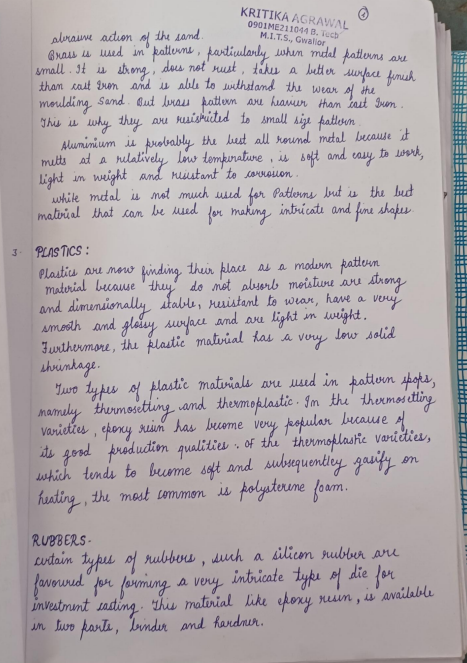 KRITIKA AGRAWAL
0901ME211044 B. Tech
M.I.T.S., Gwalior
1
abrasive action of the sand.
Brass is used in patterns, particularly when metal patterns are
small. It is strong, does not rust, takes a better surface finish
than cast Iron and is able to withstand the wear of the
moulding sand. But brass pattern are heavier than cast Iron.
This is why they are resistricted to small size pattern.
Aluminium is probably the best all round metal because it
melts at a relatively low temperature, is soft and easy to work,
light in weight and resistant to corrosion.
white metal is not much used for Patterns but is the best
material that can be used for making intricate and fine shapes.
3. PLASTICS:
Plastics are now finding their place as a modern pattern
material because they do not absorb moisture are strong
and dimensionally stable, resistant to wear, have a very
smooth and glossy surface and are light in weight.
Furthermore, the plastic material has a very low solid
shrinkage.
Two types of plastic materials are used in pattern spops,
namely thermosetting and thermoplastic. In the thermosetting
varieties, epoxy resin has become very popular because of
its good production qualities. Of the thermoplastic varieties,
which tends to become soft and subsequentley gasify on
heating, the most common is polysterene foam.
RUBBERS-
certain types of rubbers, such a silicon rubber are
favoured for forming a very intricate type of die for
investment casting. This material like epoxy resin, is available
in two parts, binder and hardner.